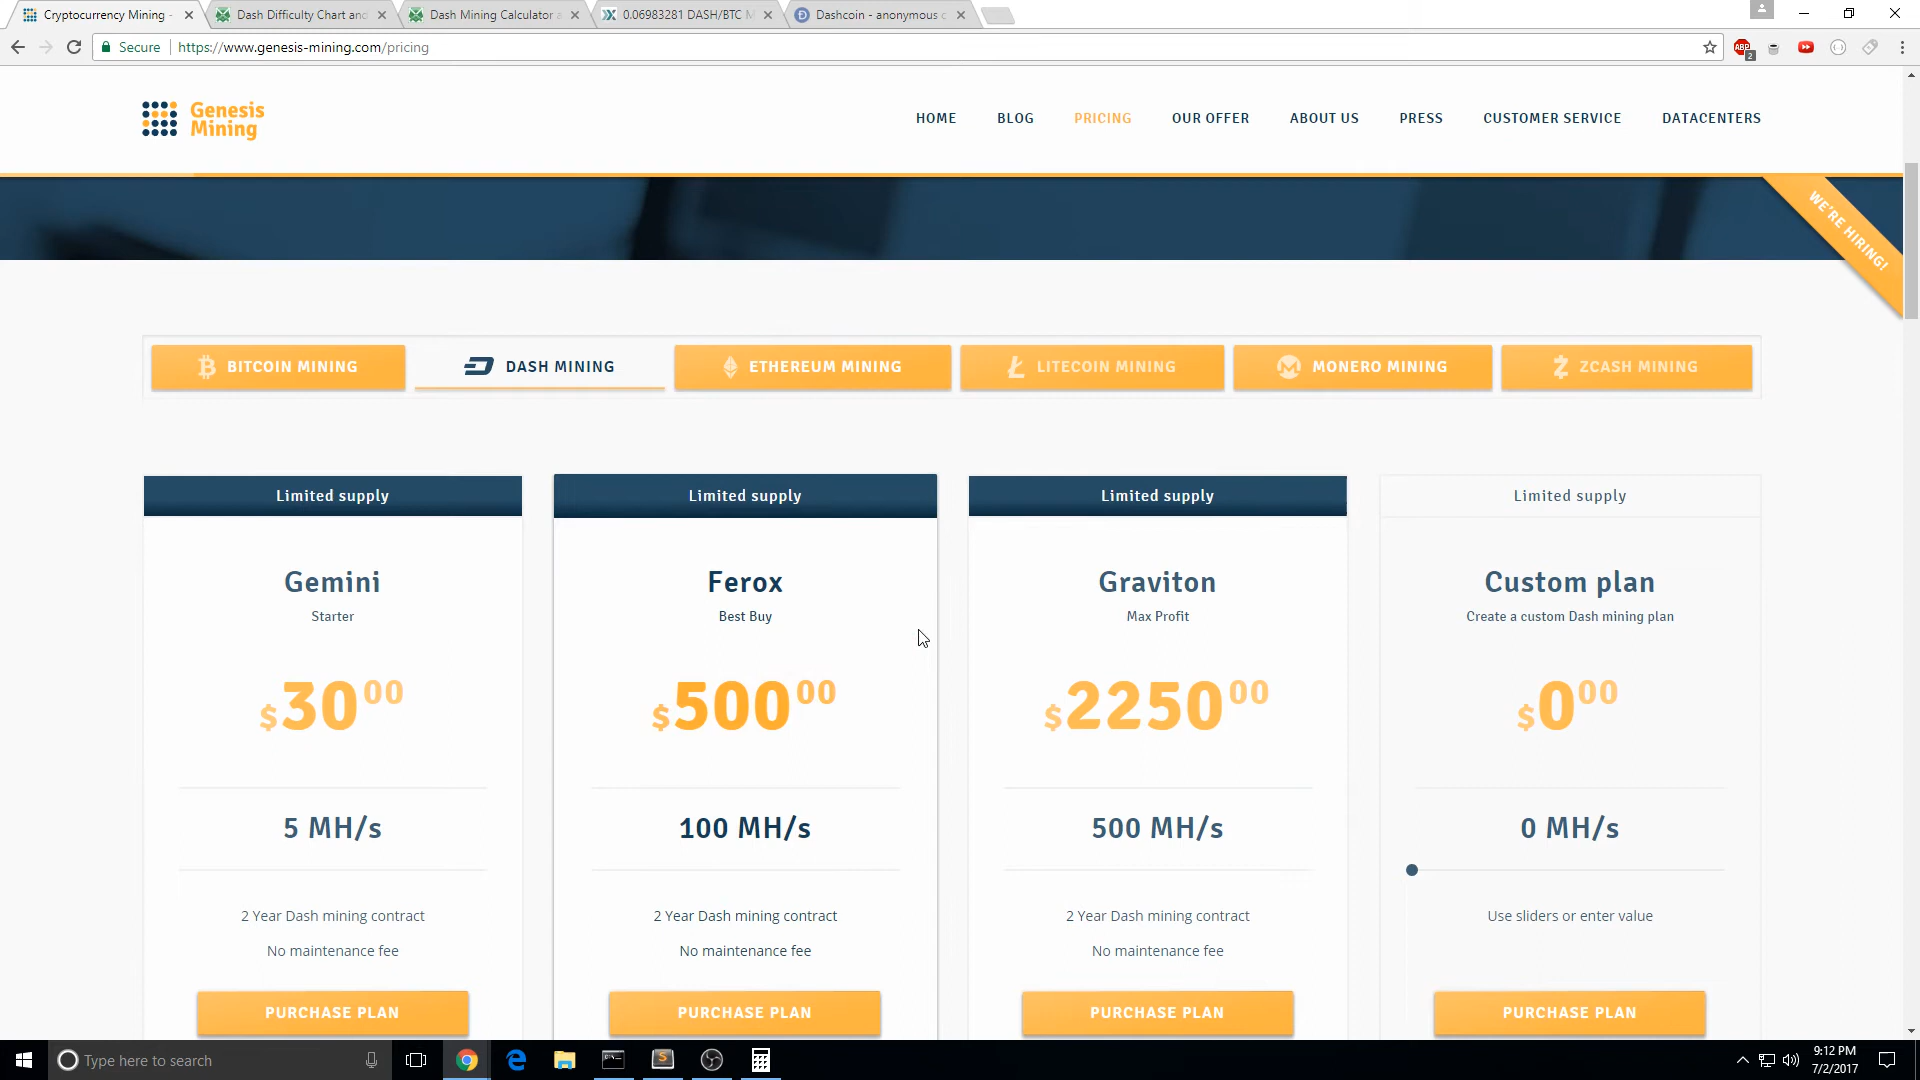 Cryptocurrency Mining -
Dash Difficulty Chart and
Dash Mining Calculator a
0.06983281 DASH/BTC M
Dashcoin - anonymous c
Secure
https://www.genesis-mining.com/pricing
ABP
2
Genesis
Mining
HOME
BLOG
PRICING
OUR OFFER
ABOUT US
PRESS
CUSTOMER SERVICE
DATACENTERS
WE'RE HIRING!
BITCOIN MINING
DASH MINING
ETHEREUM MINING
LITECOIN MINING
MONERO MINING
ZCASH MINING
Limited supply
Gemini
Starter
$30 00
5 MH/s
2 Year Dash mining contract
No maintenance fee
PURCHASE PLAN
Limited supply
Ferox
Best Buy
$500 00
100 MH/s
2 Year Dash mining contract
No maintenance fee
PURCHASE PLAN
Limited supply
Graviton
Max Profit
$2250 00
500 MH/s
2 Year Dash mining contract
No maintenance fee
PURCHASE PLAN
Limited supply
Custom plan
Create a custom Dash mining plan
$0 00
0 MH/s
Use sliders or enter value
PURCHASE PLAN
Type here to search
9:12 PM
7/2/2017